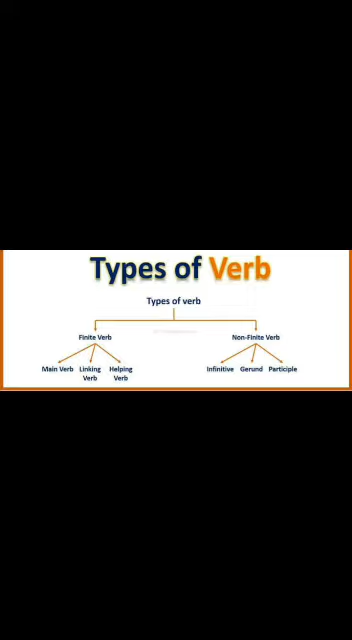 Types of Verb
Types of verb
Finite Verb
Non-Finite Verb
Main Verb
Linking
Verb
Helping
Verb
Infinitive
Gerund
Participle